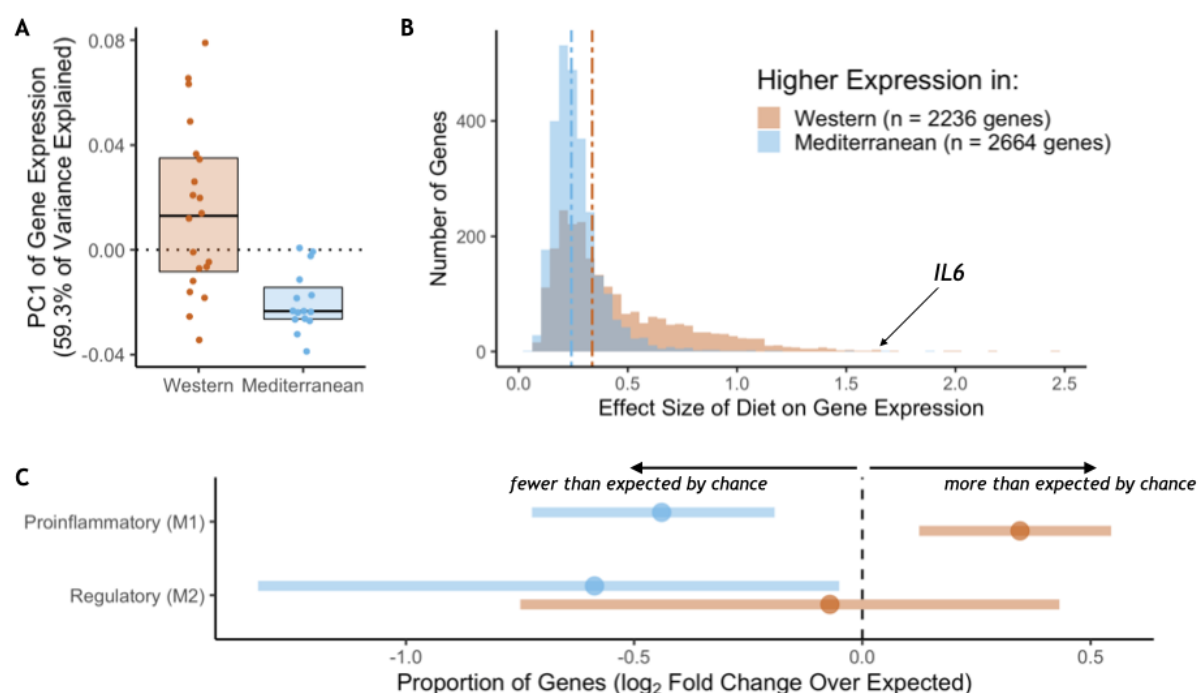 A
PC1 of Gene Expression
(59.3% of Variance Explained)
0.08
0.04
0.00
-0.04
Western
Mediterranean
B
Number of Genes
400
200
0
Higher Expression in:
Western (n = 2236 genes)
Mediterranean (n = 2664 genes)
IL6
0.0
0.5
1.0
1.5
2.0
2.5
Effect Size of Diet on Gene Expression
C
fewer than expected by chance
more than expected by chance
Proinflammatory (M1)
Regulatory (M2)
-1.0
-0.5
0.0
0.5
Proportion of Genes (log₂ Fold Change Over Expected)